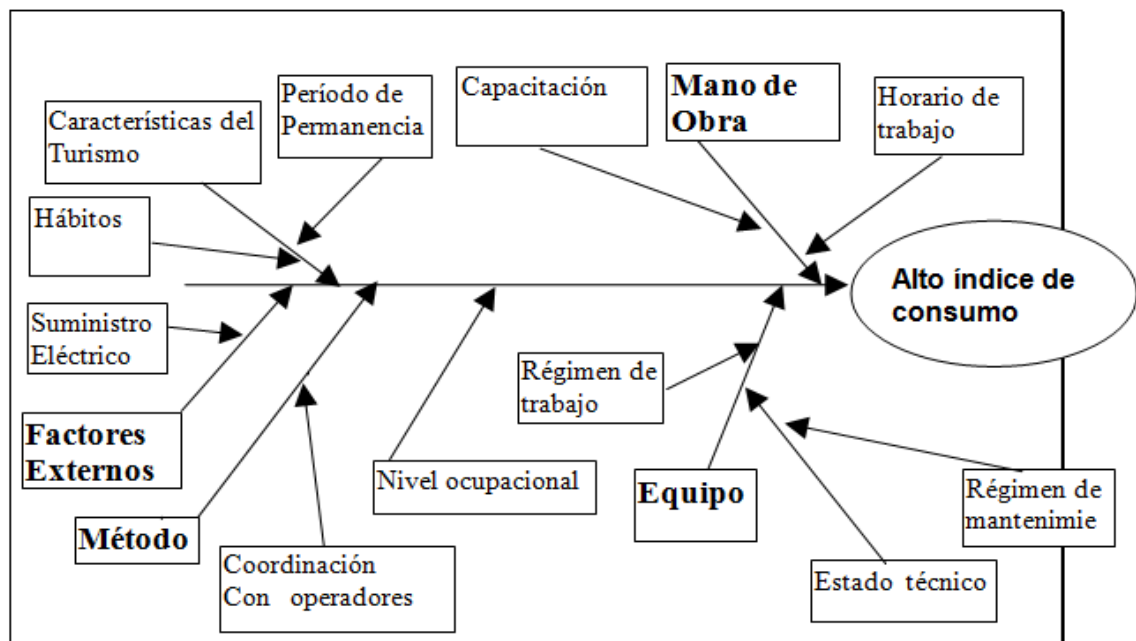 Capacitación
Mano de
Obra
Horario de
trabajo
Período de
Permanencia
Características del
Turismo
Hábitos
Alto índice de
consumo
Suministro
Eléctrico
Régimen de
trabajo
Factores
Externos
Nivel ocupacional
Equipo
Régimen de
mantenimie
Método
Coordinación
Con operadores
Estado técnico